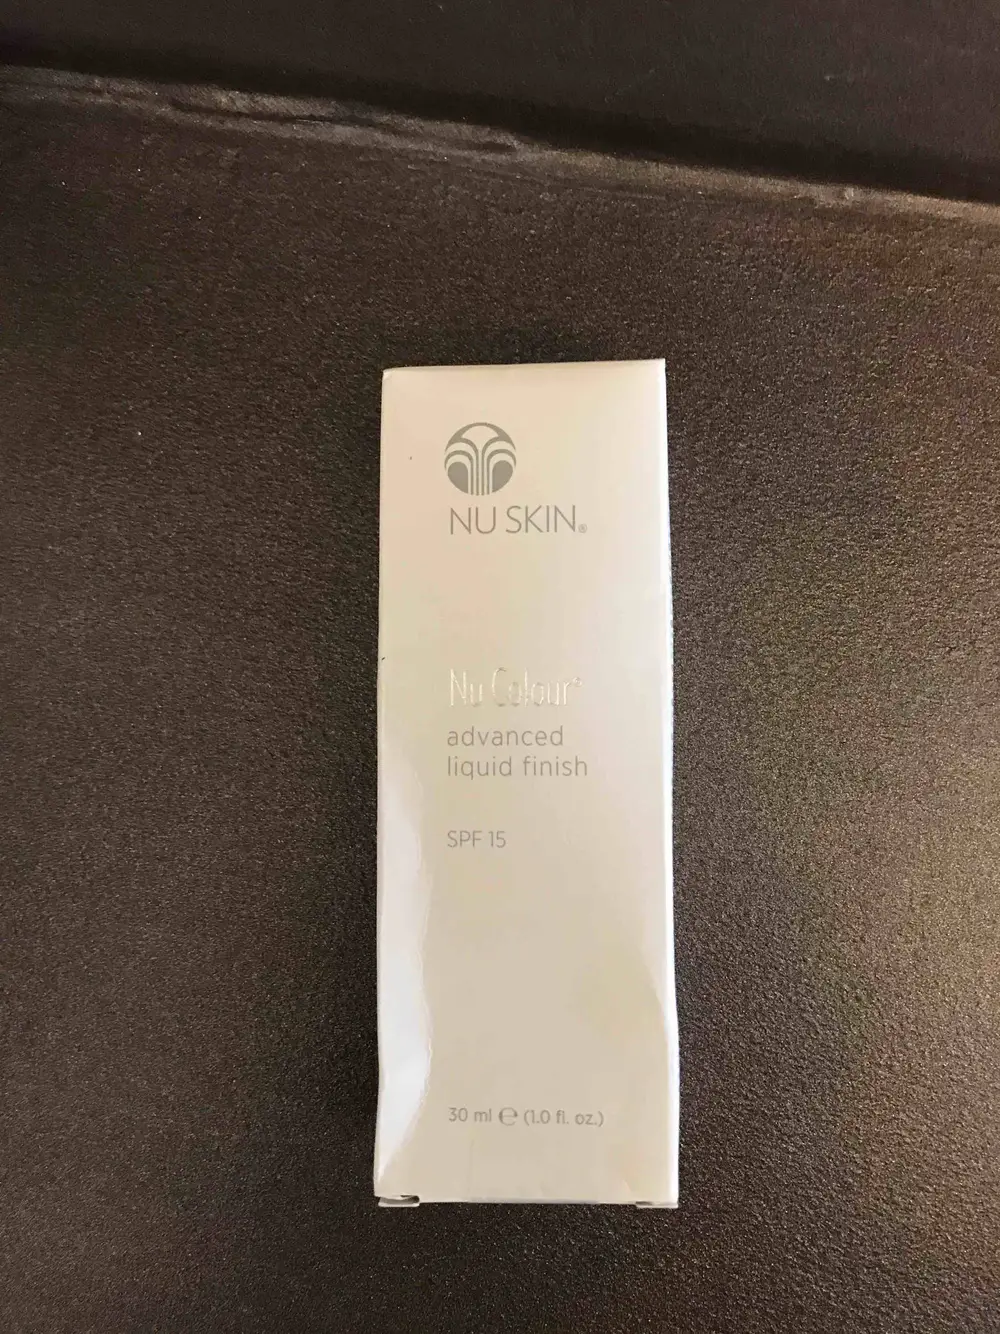 NU SKIN®
Nu Colour®
advanced
liquid finish
SPF 15
30 ml ℮ (1.0 fl. oz.)